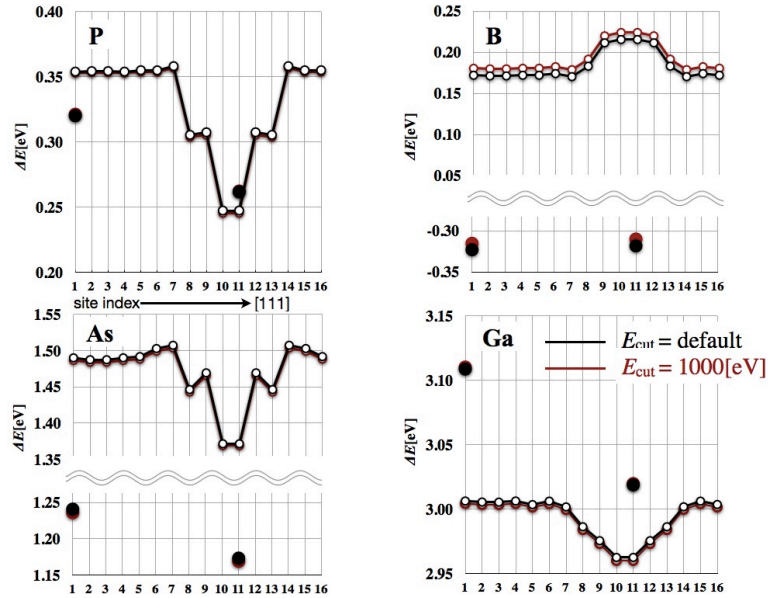 P
ΔE[eV]
0.40
0.35
0.30
0.25
0.20
1 2 3 4 5 6 7 8 9 10 11 12 13 14 15 16
site index [111]
B
ΔE[eV]
0.25
0.20
0.15
0.10
0.05
-0.30
-0.35
1 2 3 4 5 6 7 8 9 10 11 12 13 14 15 16
As
ΔE[eV]
1.55
1.50
1.45
1.40
1.35
1.25
1.20
1.15
1 2 3 4 5 6 7 8 9 10 11 12 13 14 15 16
Ga
Ecut = default
Ecut = 1000[eV]
ΔE[eV]
3.15
3.10
3.05
3.00
2.95
1 2 3 4 5 6 7 8 9 10 11 12 13 14 15 16